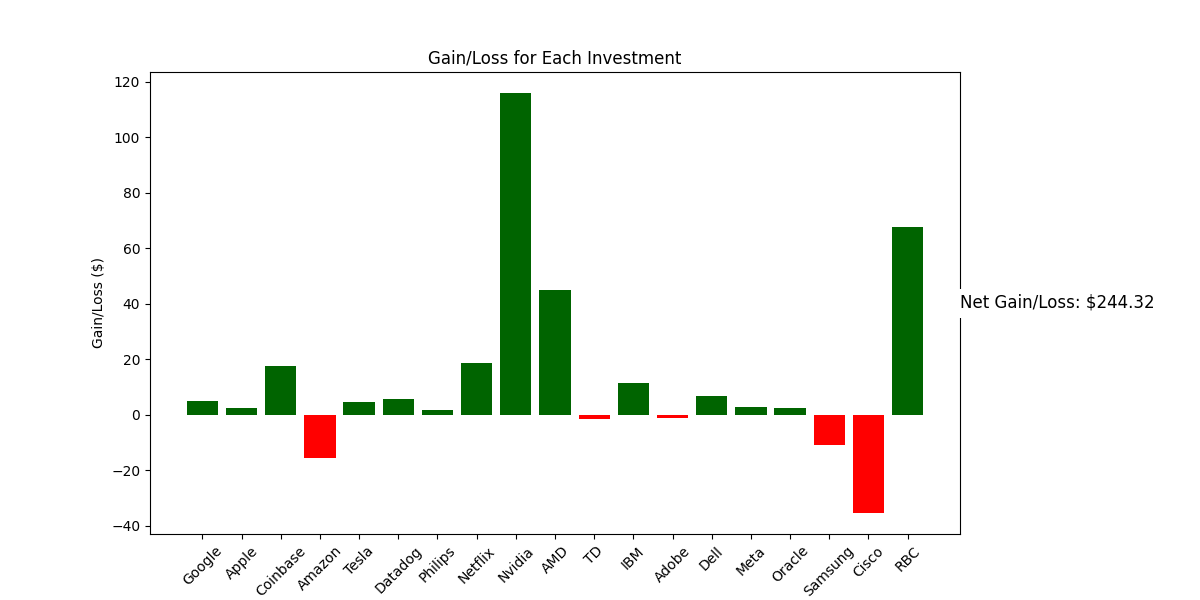 Gain/Loss for Each Investment
120
100
80
60
40
20
0
−20
−40
Gain/Loss ($)
Net Gain/Loss: $244.32
Google
Apple
Coinbase
Amazon
Tesla
Datadog
Philips
Netflix
Nvidia
AMD
TD
IBM
Adobe
Dell
Meta
Oracle
Samsung
Cisco
RBC